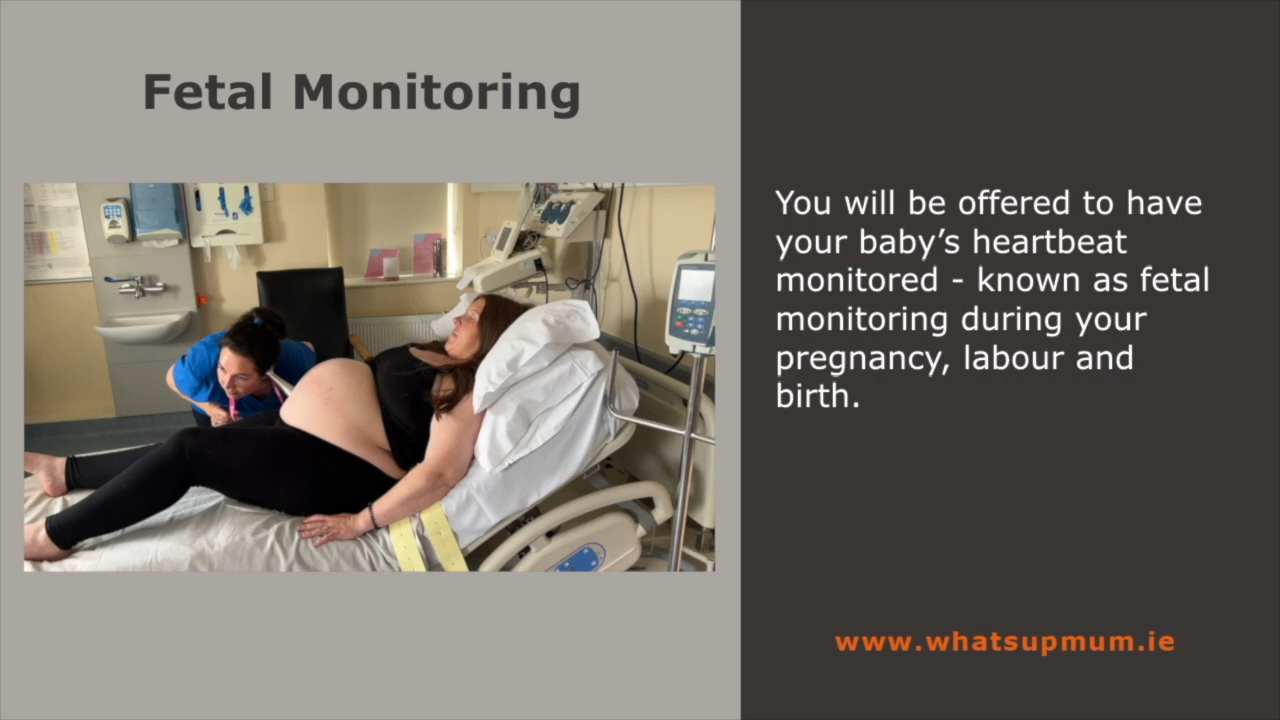 Fetal Monitoring
You will be offered to have
your baby’s heartbeat
monitored - known as fetal
monitoring during your
pregnancy, labour and
birth.
www.whatsupmum.ie